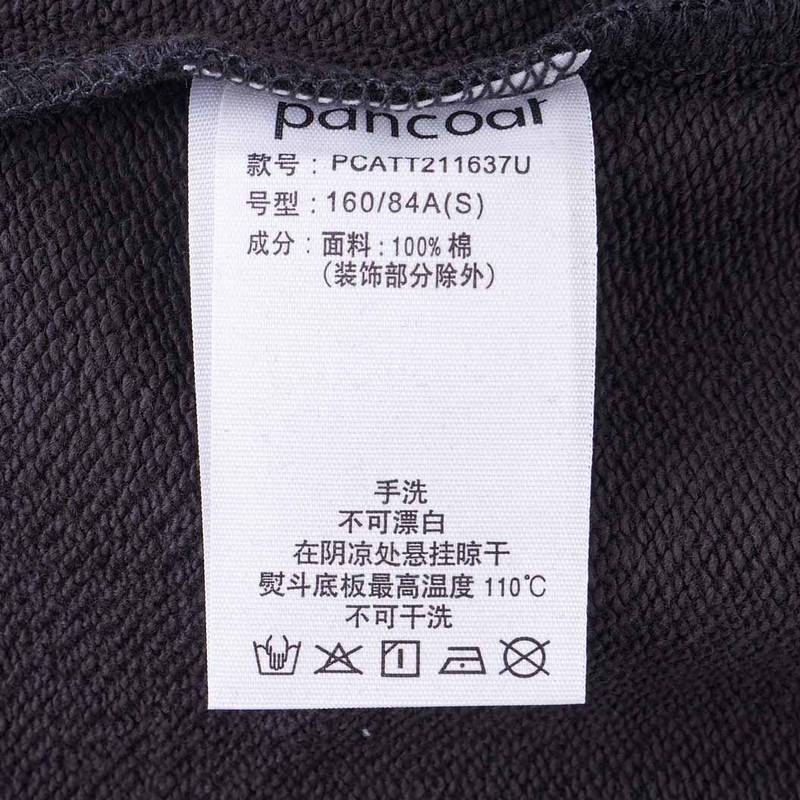 pancoat
款号：PCATT211637U
号型：160/84A(S)
成分：面料：100% 棉
（装饰部分除外）
手洗
不可漂白
在阴凉处悬挂晾干
熨斗底板最高温度 110℃
不可干洗